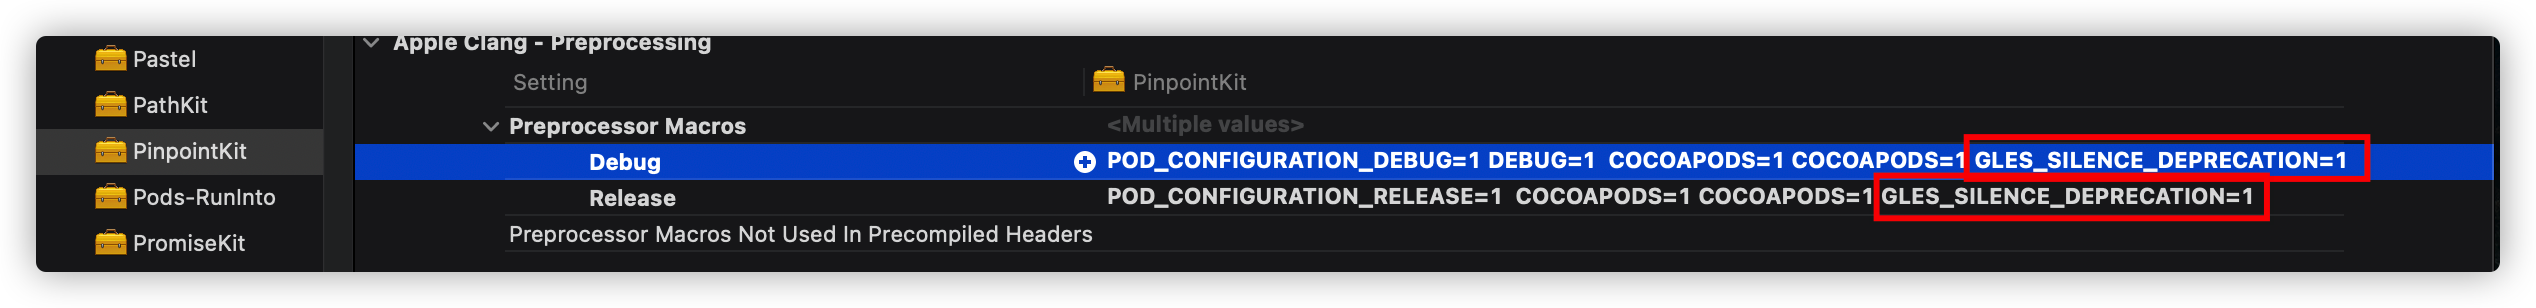 Apple Clang - Preprocessing
Pastel
Setting
PinpointKit
PathKit
Preprocessor Macros
<Multiple values>
PinpointKit
Debug
POD_CONFIGURATION_DEBUG=1 DEBUG=1  COCOAPODS=1 COCOAPODS=1 GLES_SILENCE_DEPRECATION=1
Pods-RunInto
Release
POD_CONFIGURATION_RELEASE=1  COCOAPODS=1 COCOAPODS=1 GLES_SILENCE_DEPRECATION=1
PromiseKit
Preprocessor Macros Not Used In Precompiled Headers